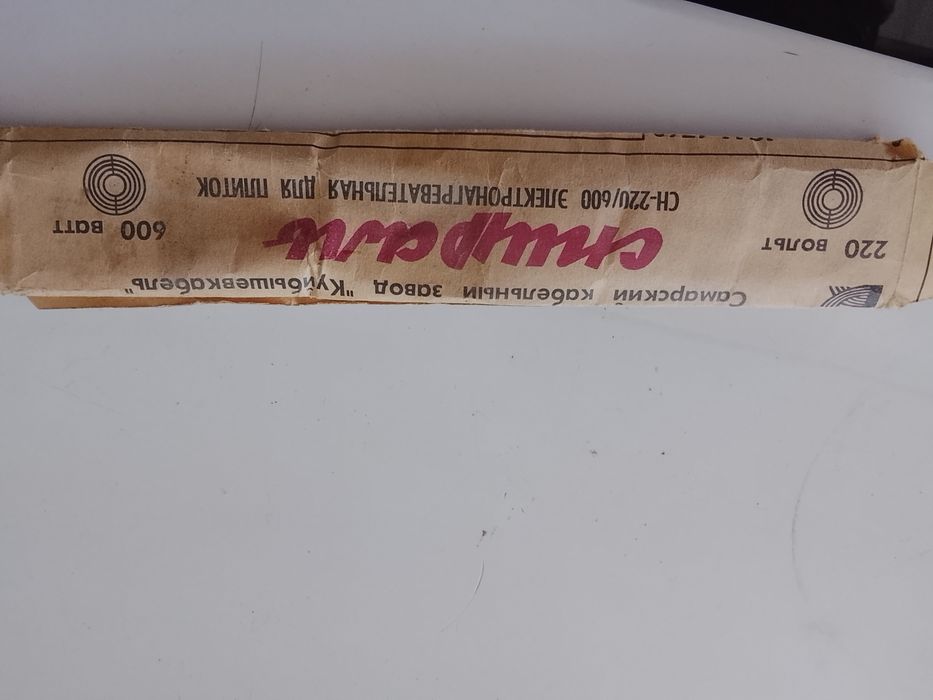 Самарский кабельный завод "Куйбышевкабель"
спираль
220 ВОЛЬТ
600 ВАТТ
СН-220/600 ЭЛЕКТРОНАГРЕВАТЕЛЬНАЯ ДЛЯ ПЛИТОК